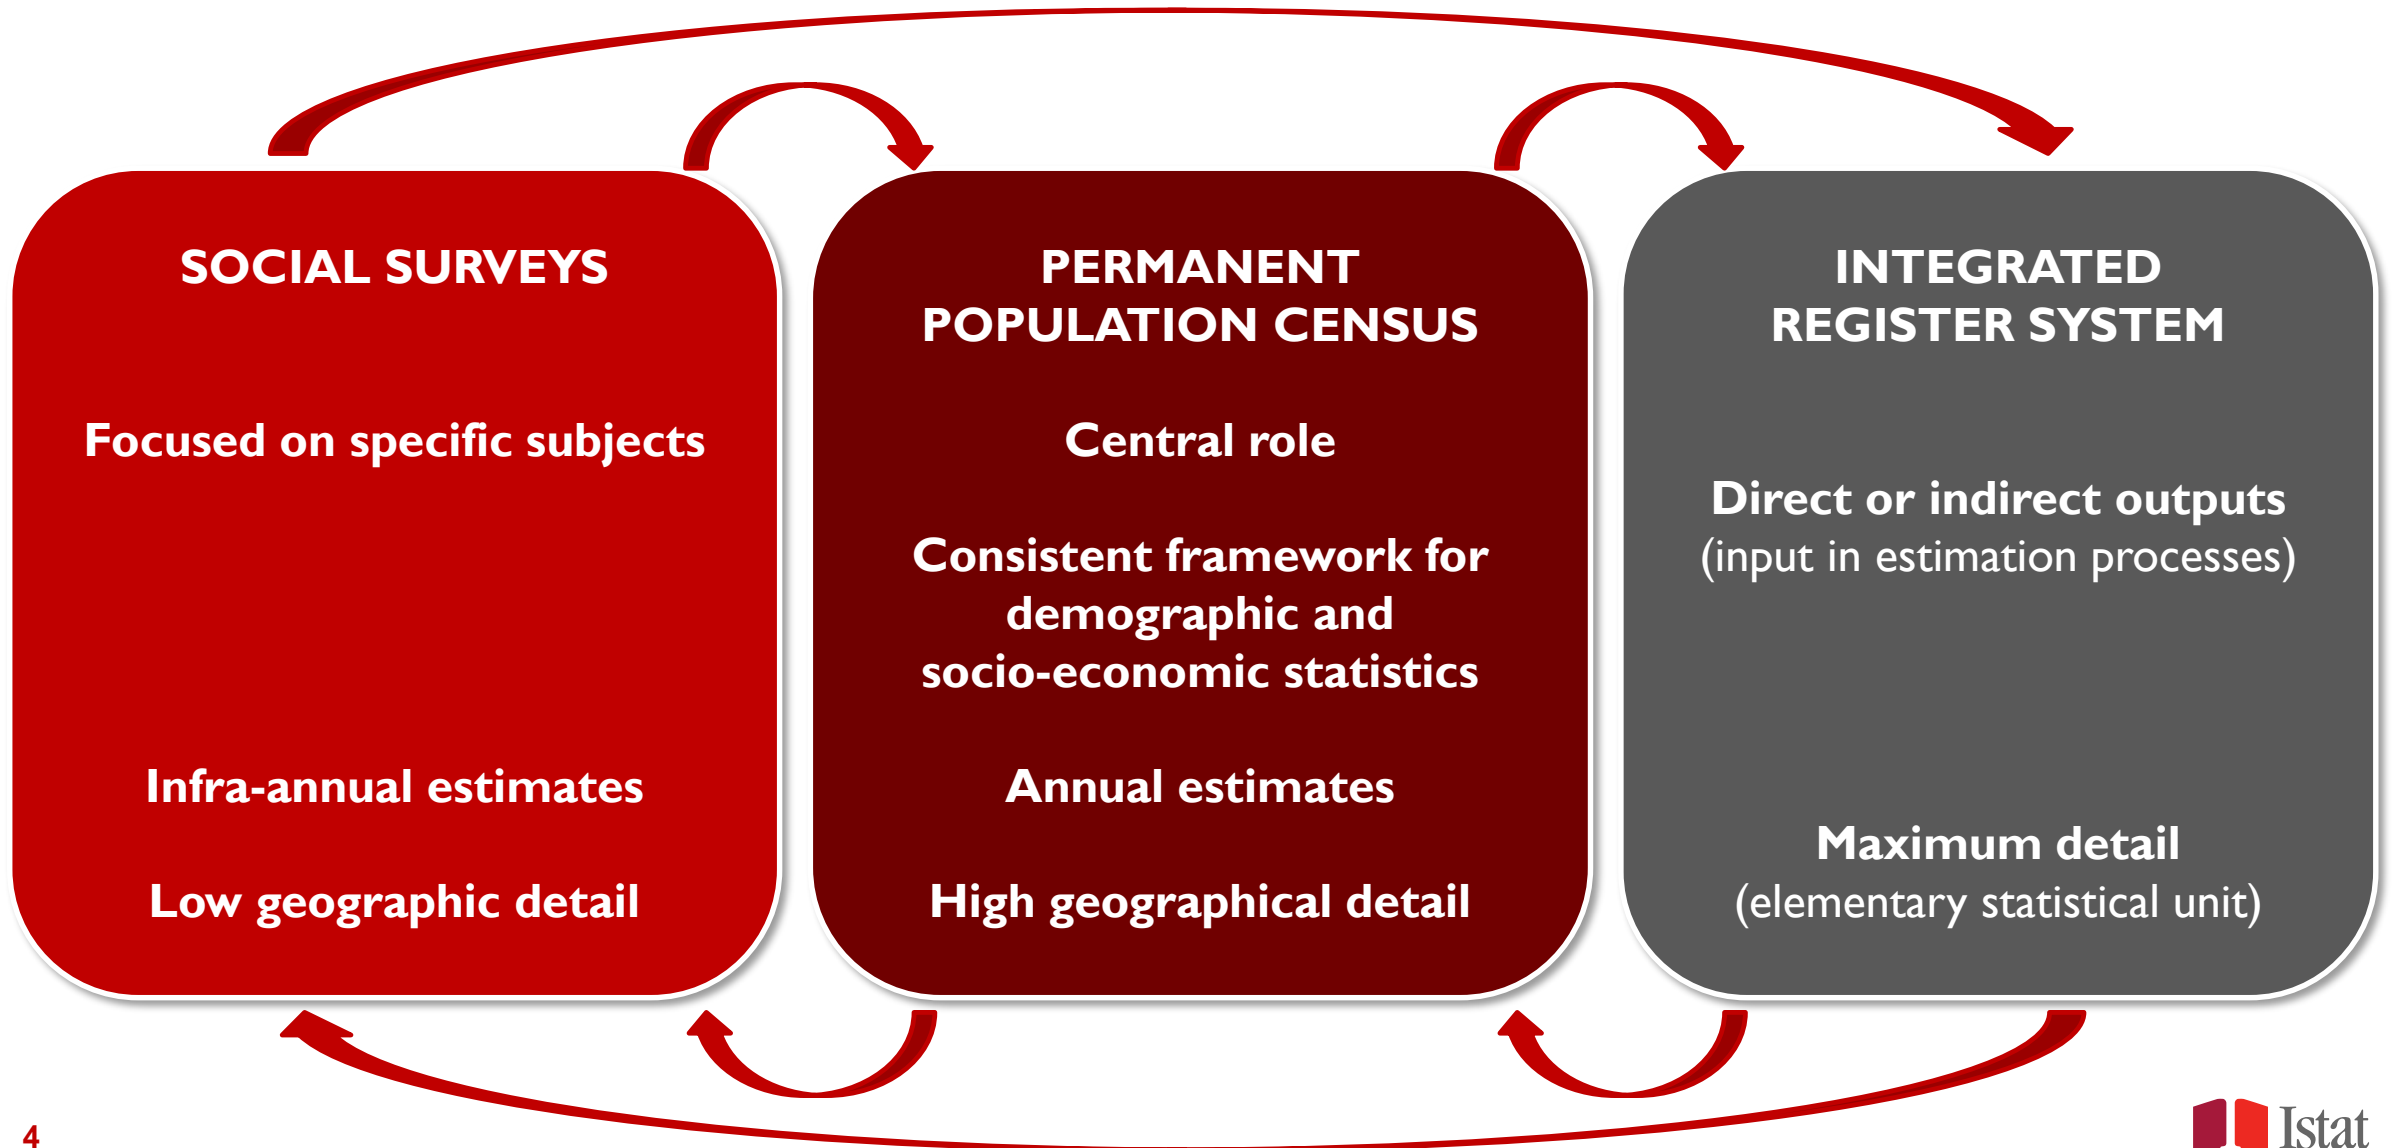 SOCIAL SURVEYS
Focused on specific subjects
Infra-annual estimates
Low geographic detail
PERMANENT
POPULATION CENSUS
Central role
Consistent framework for
demographic and
socio-economic statistics
Annual estimates
High geographical detail
INTEGRATED
REGISTER SYSTEM
Direct or indirect outputs
(input in estimation processes)
Maximum detail
(elementary statistical unit)
4
Istat